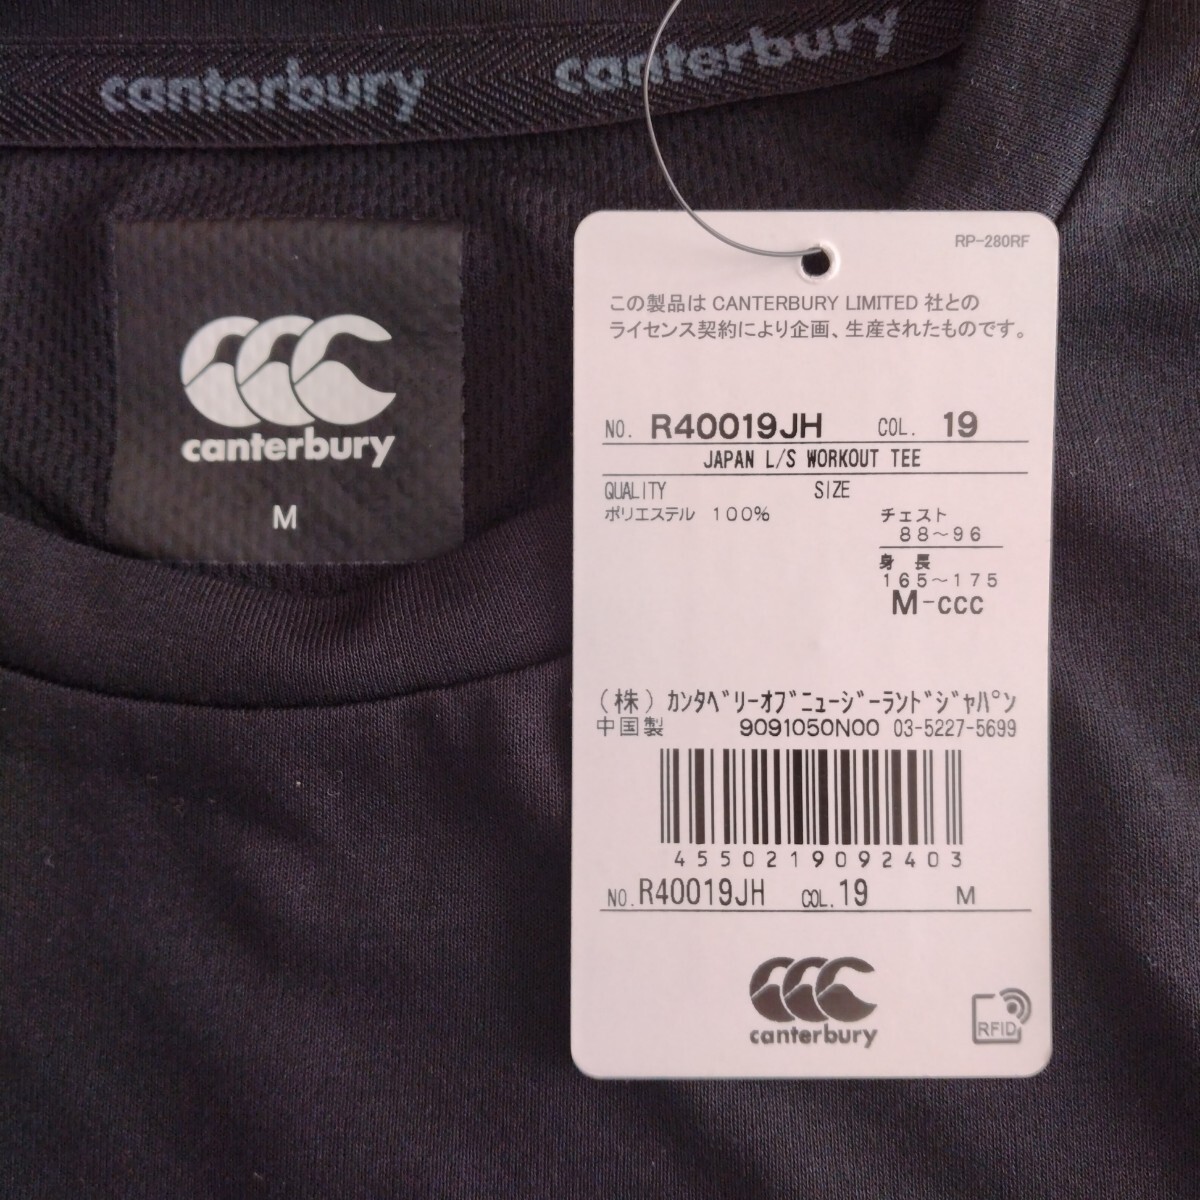 canterbury canterbury
canterbury
M
RP-280RF
この製品は CANTERBURY LIMITED 社との
ライセンス契約により企画、生産されたものです。
NO. R40019JH COL. 19
JAPAN L/S WORKOUT TEE
QUALITY SIZE
ポリエステル 100%
チェスト
88~96
身長
165~175
M-CCC
(株)カンタベリーオブニュージーランドジャパン
中国製 9091050N00 03-5227-5699
4550219092403
NO. R40019JH COL. 19 M
canterbury
RFID